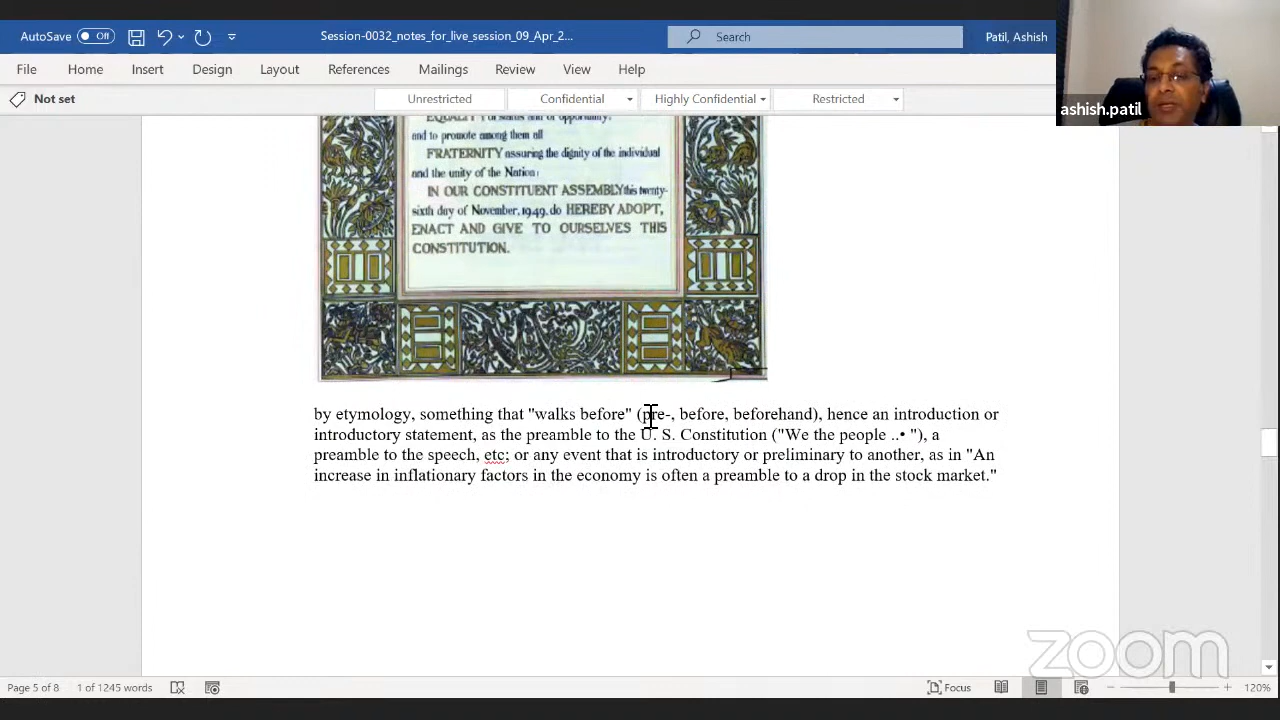 AutoSave Off Session-0032_notes_for_live_session_09_Apr_2... Search Patil, Ashish
File Home Insert Design Layout References Mailings Review View Help
ashish.patil
Not set Unrestricted Confidential Highly Confidential Restricted
EQUALITY of status and of opportunity;
and to promote among them all
FRATERNITY assuring the dignity of the individual
and the unity of the Nation;
IN OUR CONSTITUENT ASSEMBLY this twenty-
sixth day of November, 1949, do HEREBY ADOPT,
ENACT AND GIVE TO OURSELVES THIS
CONSTITUTION.
by etymology, something that "walks before" (pre-, before, beforehand), hence an introduction or
introductory statement, as the preamble to the U. S. Constitution ("We the people ..• "), a
preamble to the speech, etc; or any event that is introductory or preliminary to another, as in "An
increase in inflationary factors in the economy is often a preamble to a drop in the stock market."
zoom
Page 5 of 8 1 of 1245 words Focus 120%